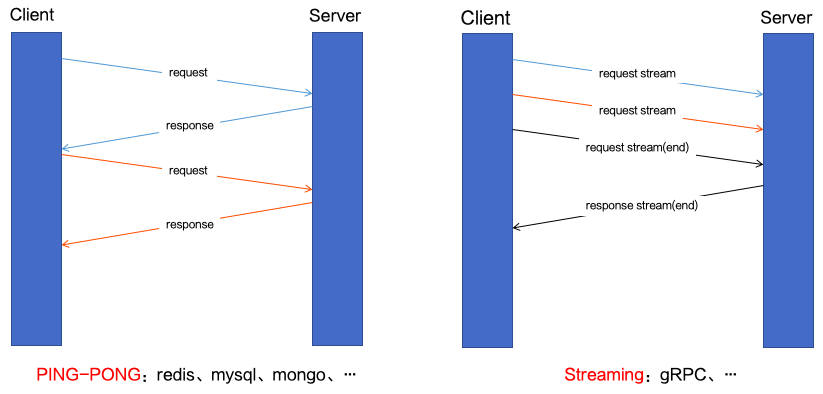 Client
Server
request
response
request
response
PING-PONG：redis、mysql、mongo、···
Client
Server
request stream
request stream
request stream(end)
response stream(end)
Streaming：gRPC、···